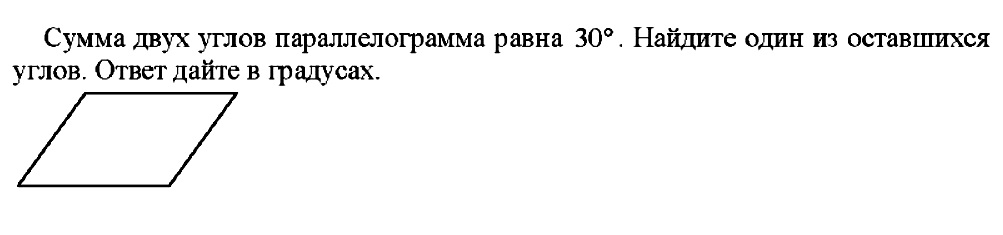 Сумма двух углов параллелограмма равна 30°. Найдите один из оставшихся
углов. Ответ дайте в градусах.